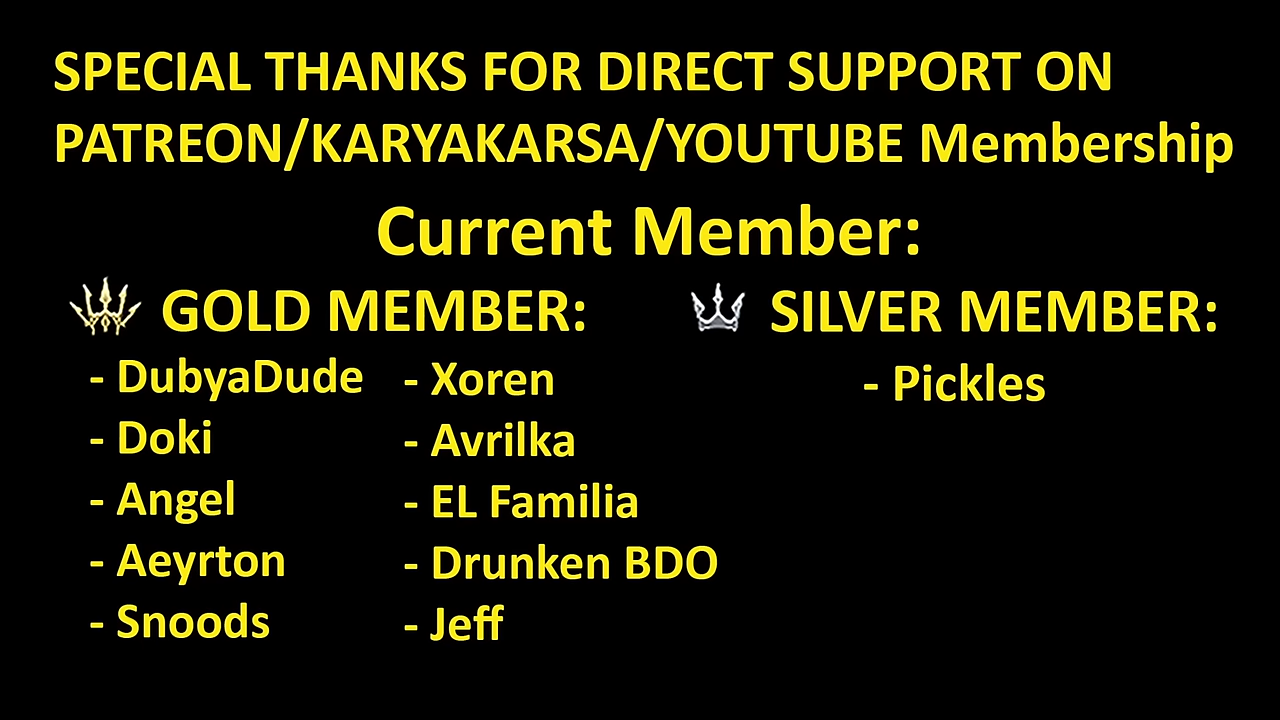 SPECIAL THANKS FOR DIRECT SUPPORT ON
PATREON/KARYAKARSA/YOUTUBE Membership
Current Member:
GOLD MEMBER:
- DubyaDude
- Doki
- Angel
- Aeyrton
- Snoods
- Xoren
- Avrilka
- EL Familia
- Drunken BDO
- Jeff
SILVER MEMBER:
- Pickles